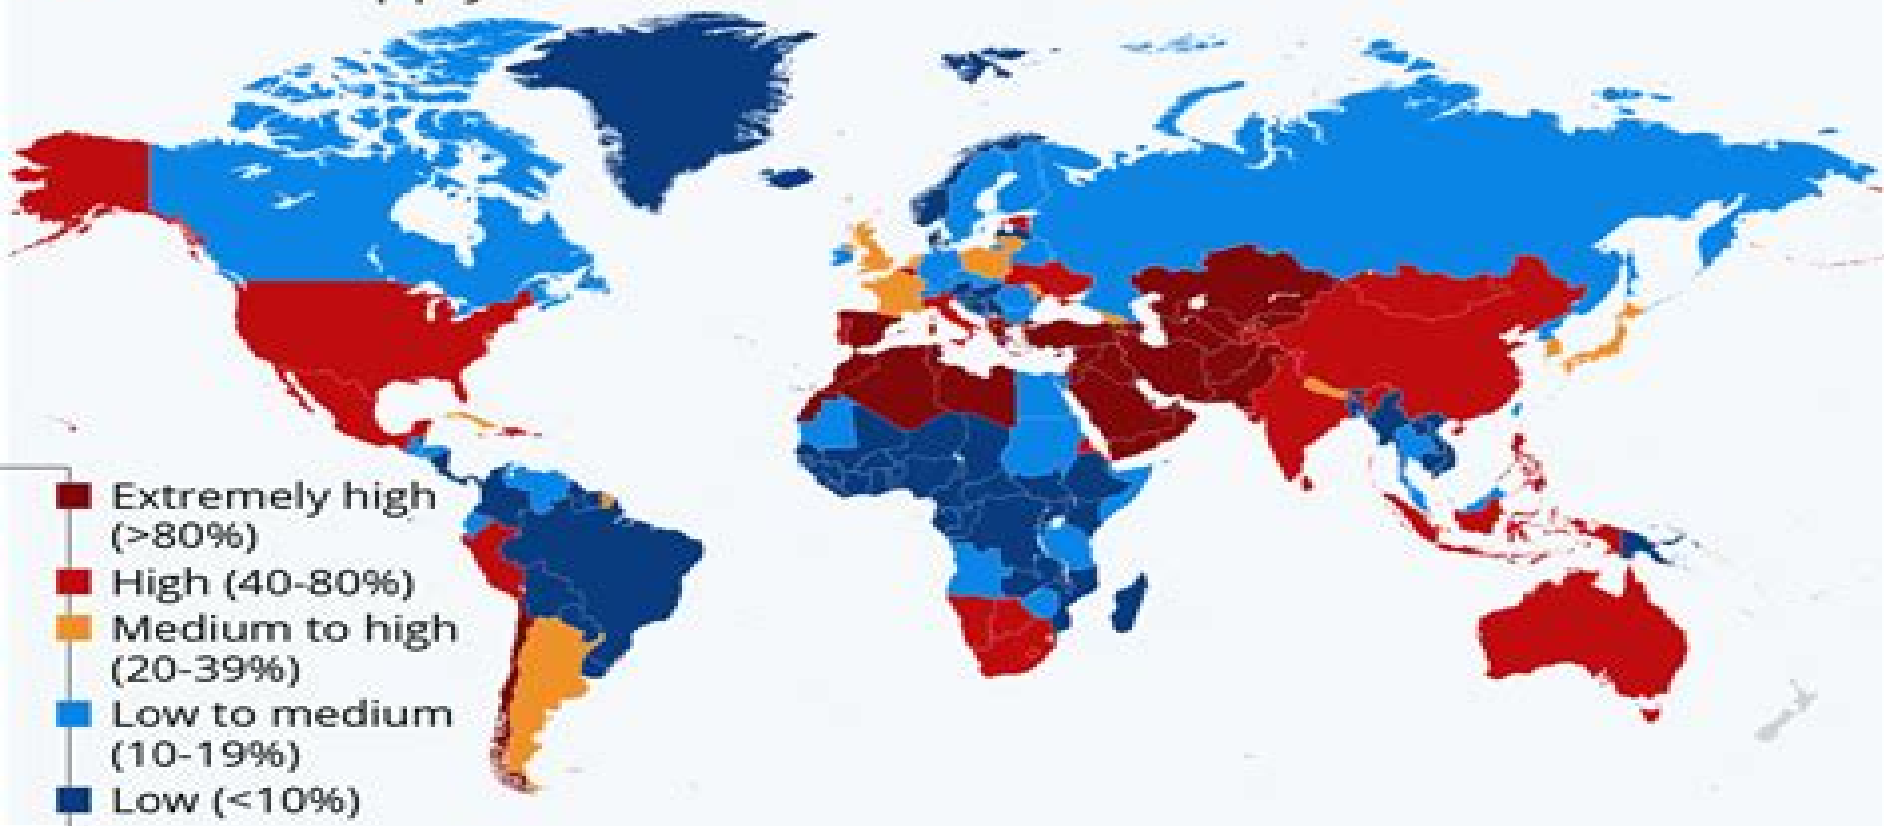 Extremely high
(>80%)
High (40-80%)
Medium to high
(20-39%)
Low to medium
(10-19%)
Low (<10%)